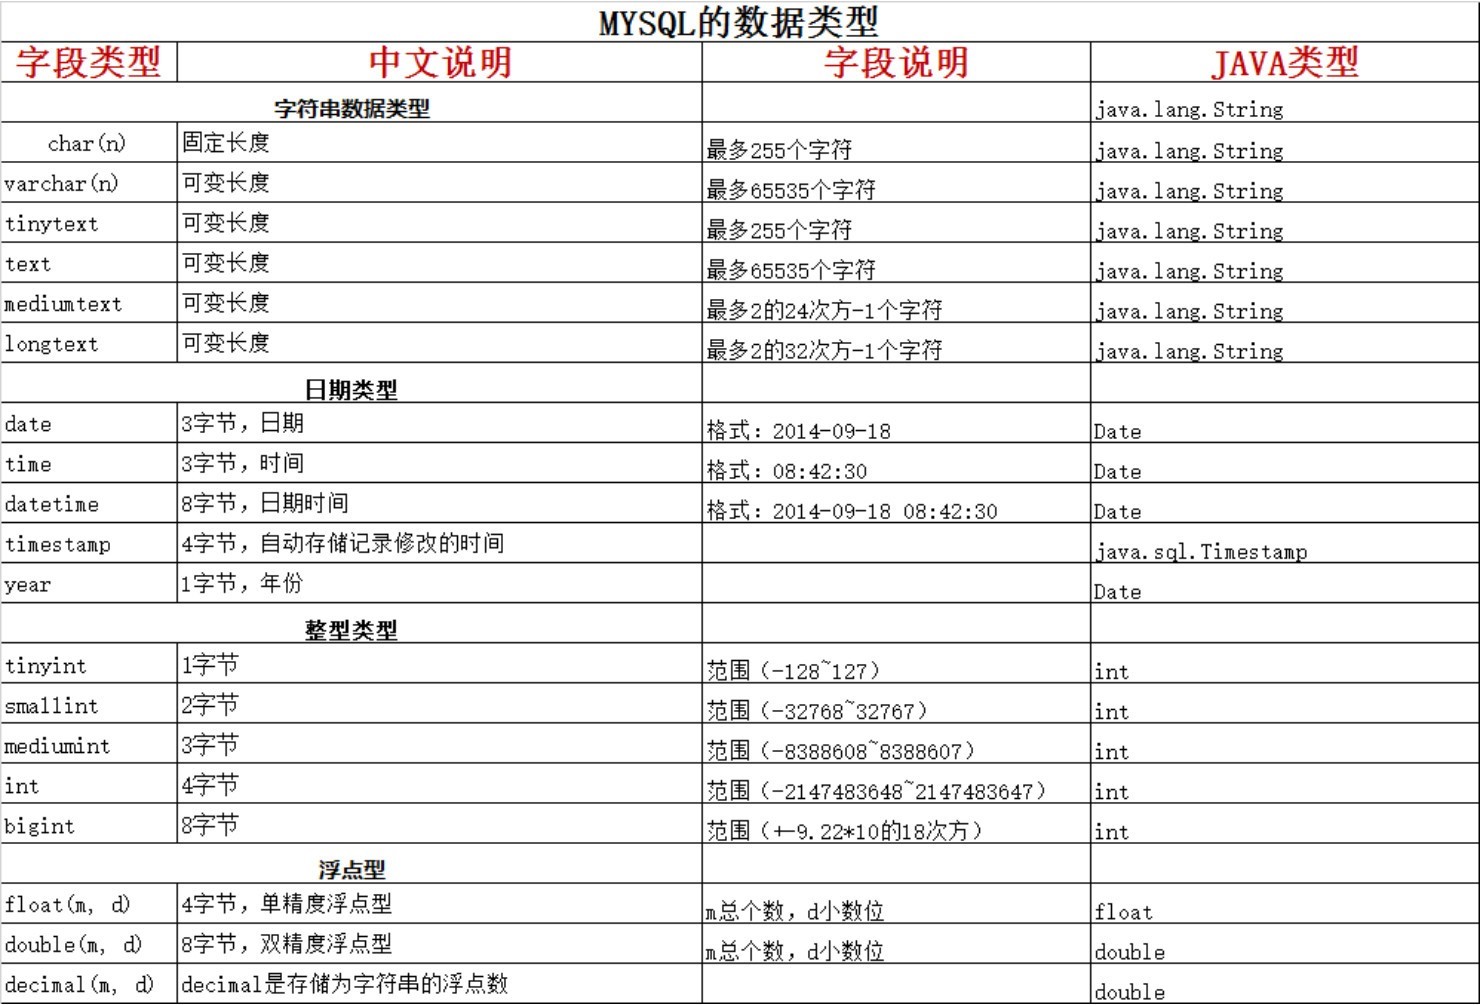 MYSQL的数据类型
字段类型 中文说明 字段说明 JAVA类型
字符串数据类型 java.lang.String
char(n) 固定长度 最多255个字符 java.lang.String
varchar(n) 可变长度 最多65535个字符 java.lang.String
tinytext 可变长度 最多255个字符 java.lang.String
text 可变长度 最多65535个字符 java.lang.String
mediumtext 可变长度 最多2的24次方-1个字符 java.lang.String
longtext 可变长度 最多2的32次方-1个字符 java.lang.String
日期类型
date 3字节，日期 格式：2014-09-18 Date
time 3字节，时间 格式：08:42:30 Date
datetime 8字节，日期时间 格式：2014-09-18 08:42:30 Date
timestamp 4字节，自动存储记录修改的时间 java.sql.Timestamp
year 1字节，年份 Date
整型类型
tinyint 1字节 范围（-128~127） int
smallint 2字节 范围（-32768~32767） int
mediumint 3字节 范围（-8388608~8388607） int
int 4字节 范围（-2147483648~2147483647） int
bigint 8字节 范围（+-9.22*10的18次方） int
浮点型
float(m, d) 4字节，单精度浮点型 m总个数，d小数位 float
double(m, d) 8字节，双精度浮点型 m总个数，d小数位 double
decimal(m, d) decimal是存储为字符串的浮点数 double